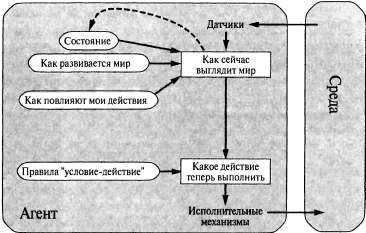 Датчики
Состояние
Как развивается мир
Как сейчас
выглядит мир
Как повлияют мои действия
Среда
Правила "условие-действие"
Какое действие
теперь выполнить
Агент
Исполнительные
механизмы